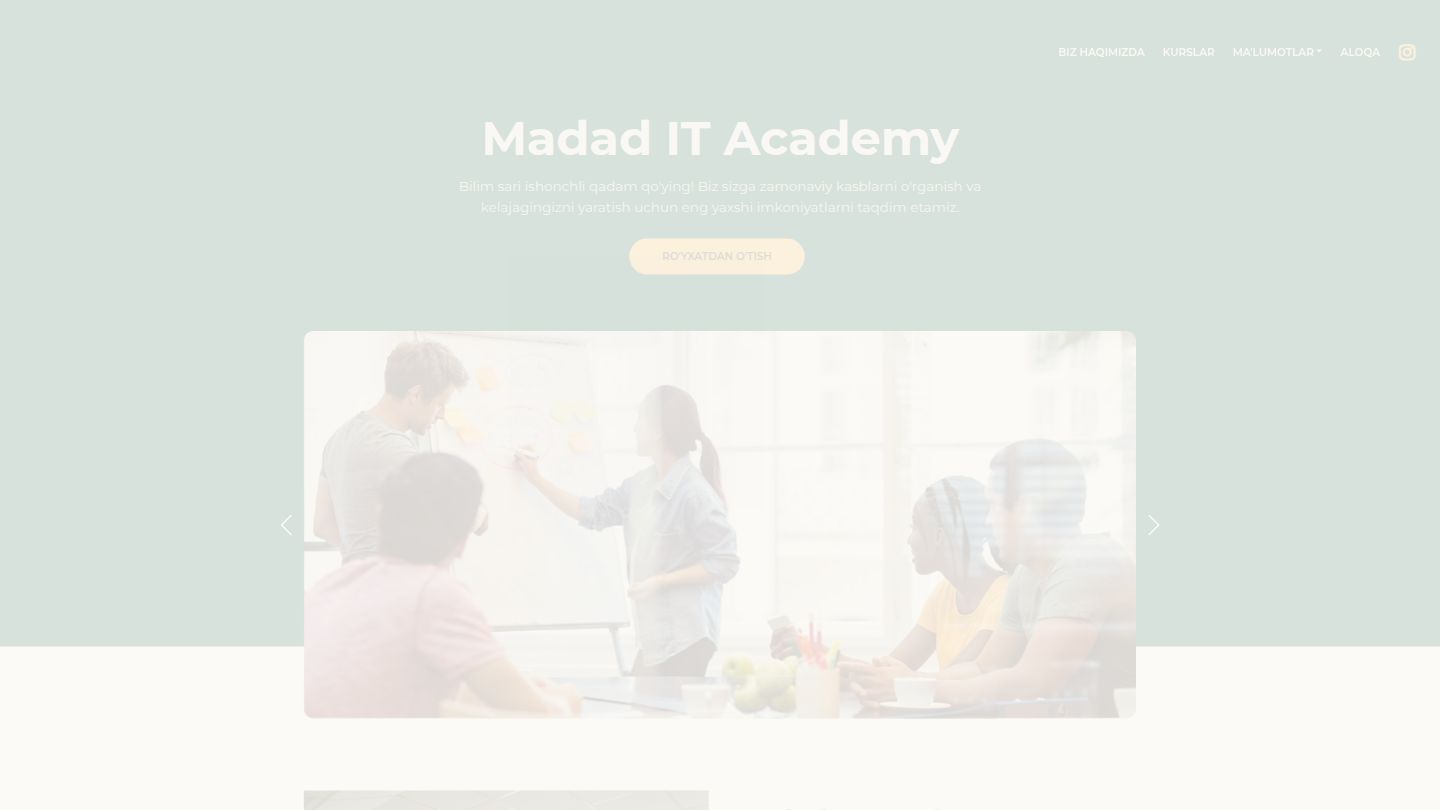 BIZ HAQIMIZDA KURSLAR MA'LUMOTLAR ALOQA
Madad IT Academy
Bilim sari ishonchli qadam qo'ying! Biz sizga zamonaviy kasblarni o'rganish va
kelajagingizni yaratish uchun eng yaxshi imkoniyatlarni taqdim etamiz.
RO'YXATDAN O'TISH